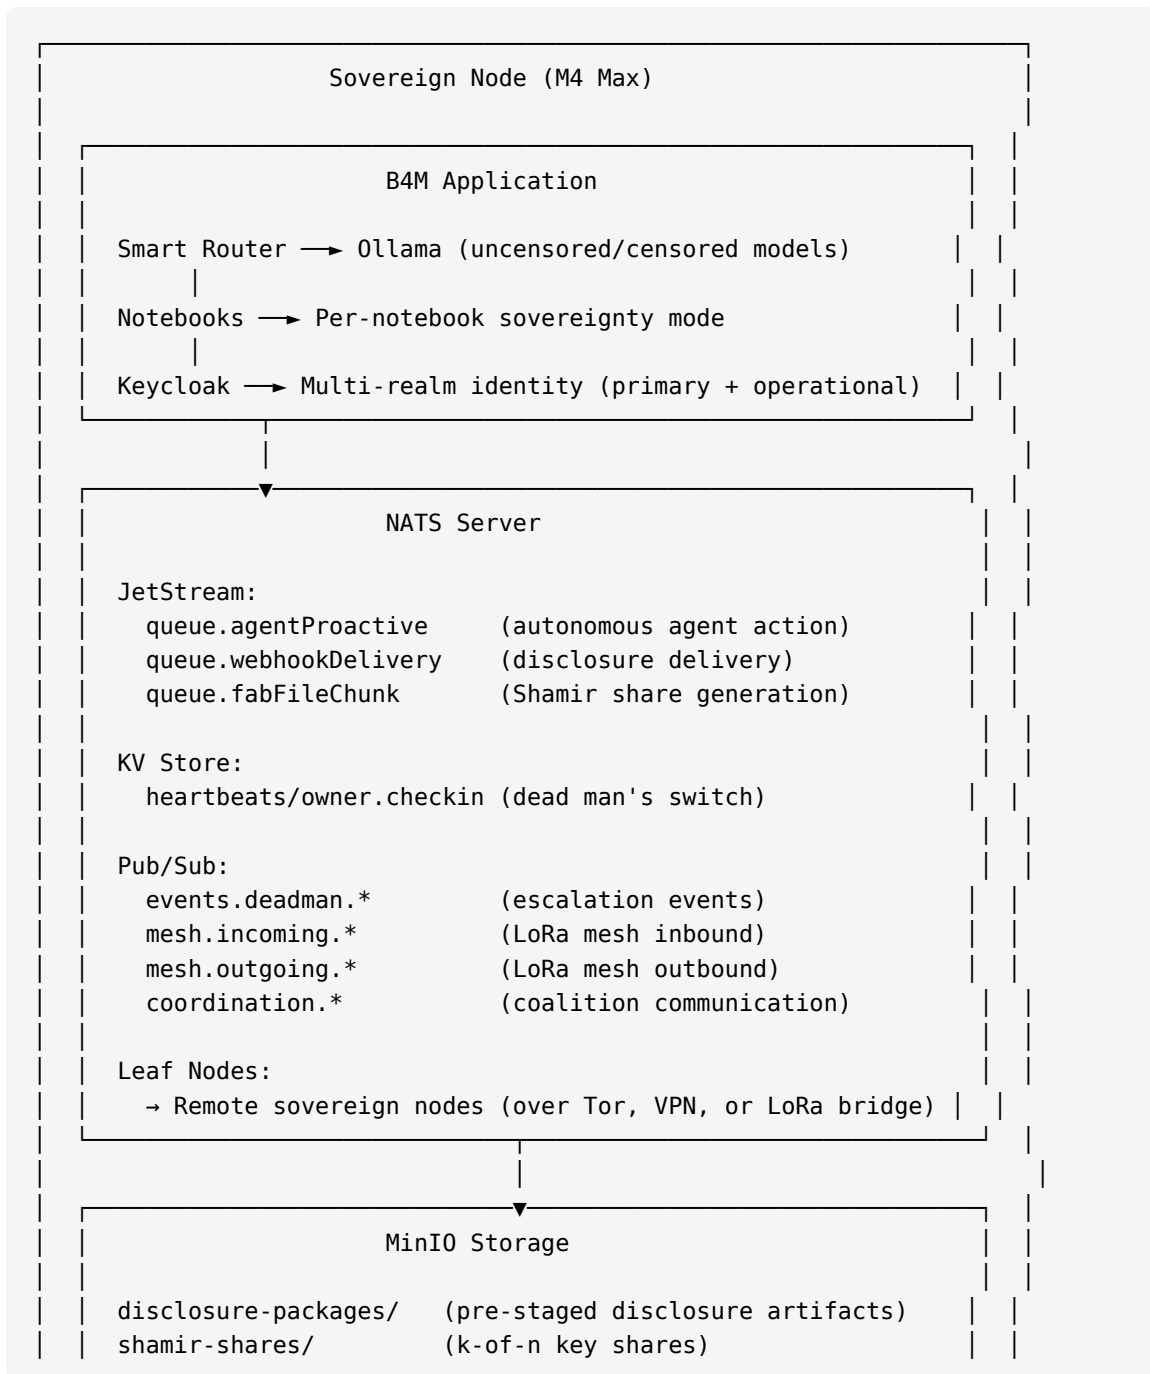 Sovereign Node (M4 Max)
B4M Application
Smart Router ──► Ollama (uncensored/censored models)
Notebooks ──► Per-notebook sovereignty mode
Keycloak ──► Multi-realm identity (primary + operational)
NATS Server
JetStream:
queue.agentProactive (autonomous agent action)
queue.webhookDelivery (disclosure delivery)
queue.fabFileChunk (Shamir share generation)
KV Store:
heartbeats/owner.checkin (dead man's switch)
Pub/Sub:
events.deadman.* (escalation events)
mesh.incoming.* (LoRa mesh inbound)
mesh.outgoing.* (LoRa mesh outbound)
coordination.* (coalition communication)
Leaf Nodes:
→ Remote sovereign nodes (over Tor, VPN, or LoRa bridge)
MinIO Storage
disclosure-packages/ (pre-staged disclosure artifacts)
shamir-shares/ (k-of-n key shares)